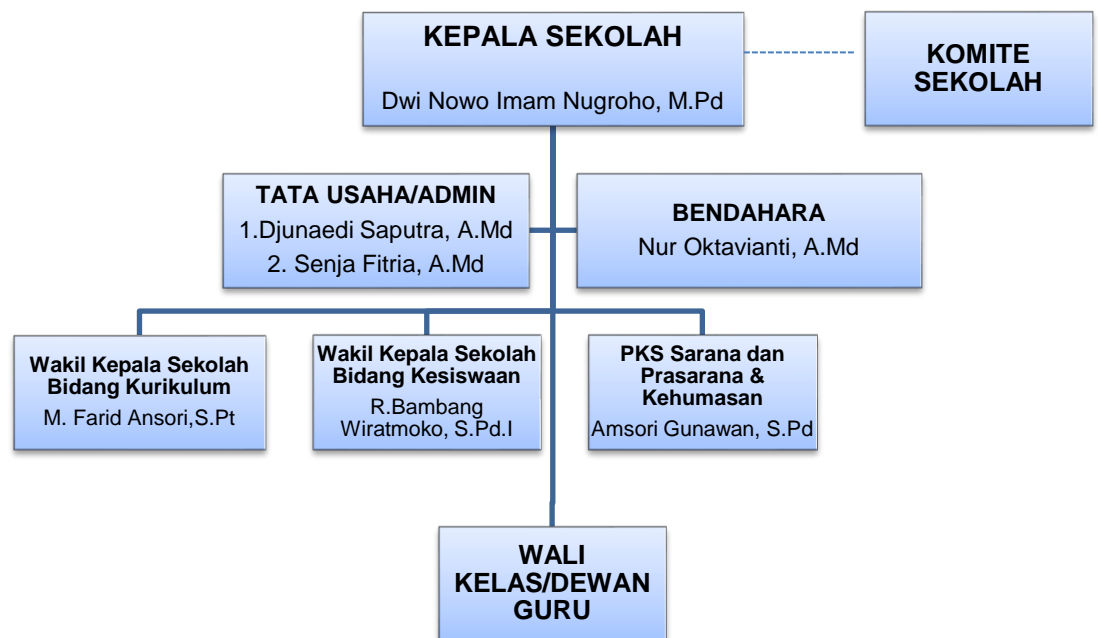 KEPALA SEKOLAH
Dwi Nowo Imam Nugroho, M.Pd
KOMITE
SEKOLAH
TATA USAHA/ADMIN
1.Djunaedi Saputra, A.Md
2. Senja Fitria, A.Md
BENDAHARA
Nur Oktavianti, A.Md
Wakil Kepala Sekolah
Bidang Kurikulum
M. Farid Ansori,S.Pt
Wakil Kepala Sekolah
Bidang Kesiswaan
R.Bambang
Wiratmoko, S.Pd.I
PKS Sarana dan
Prasarana &
Kehumasan
Amsori Gunawan, S.Pd
WALI
KELAS/DEWAN
GURU